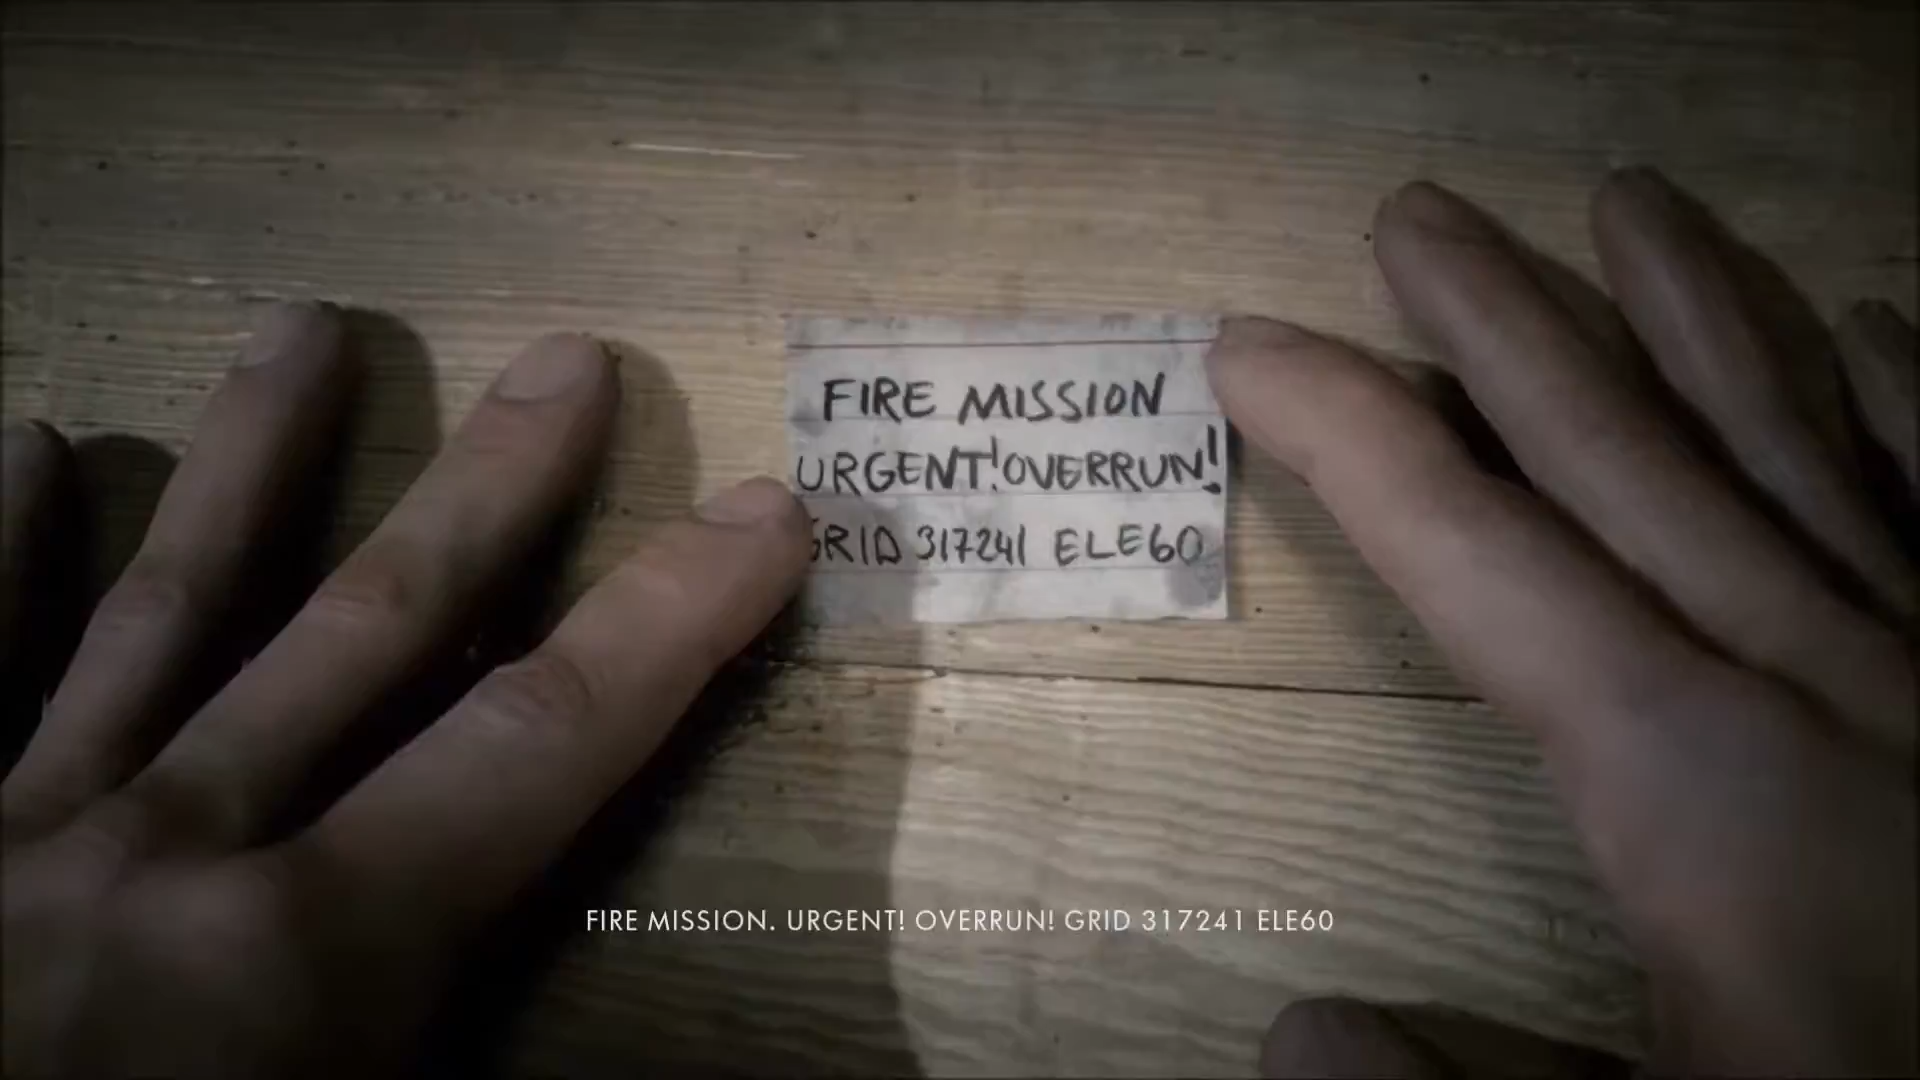 FIRE MISSION
URGENT! OVERRUN!
GRID 317241 ELE60
FIRE MISSION. URGENT! OVERRUN! GRID 317241 ELE60